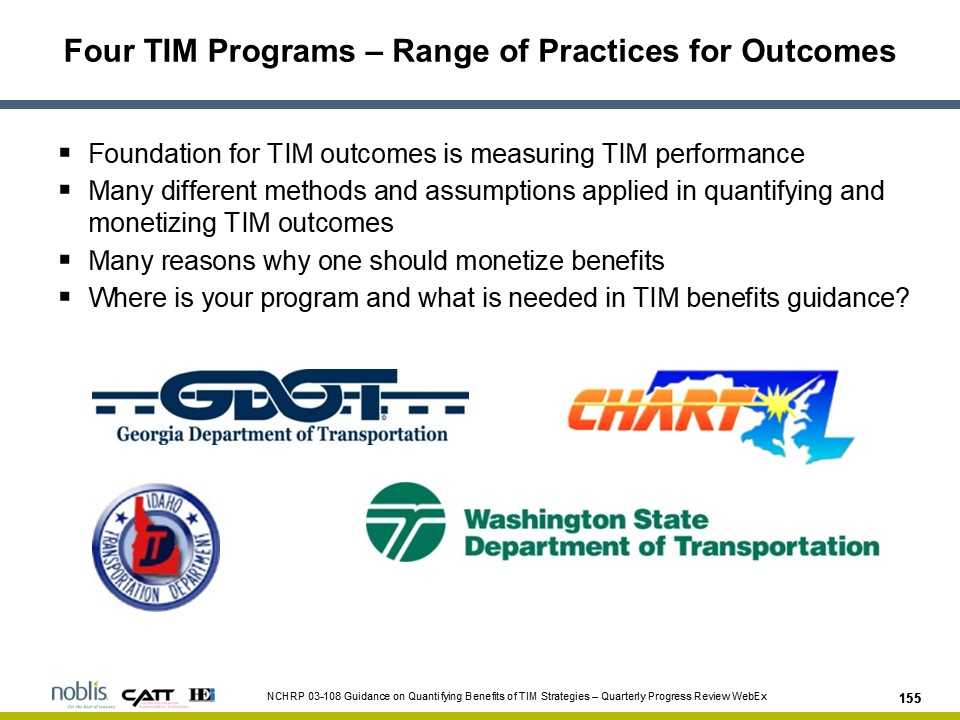 Four TIM Programs – Range of Practices for Outcomes
▪ Foundation for TIM outcomes is measuring TIM performance
▪ Many different methods and assumptions applied in quantifying and
monetizing TIM outcomes
▪ Many reasons why one should monetize benefits
▪ Where is your program and what is needed in TIM benefits guidance?
GDOT
Georgia Department of Transportation
CHART
IDAHO
TRANSPORTATION DEPARTMENT
Washington State
Department of Transportation
noblis
For the best of reasons
CATT
NCHRP 03-108 Guidance on Quantifying Benefits of TIM Strategies – Quarterly Progress Review WebEx
155